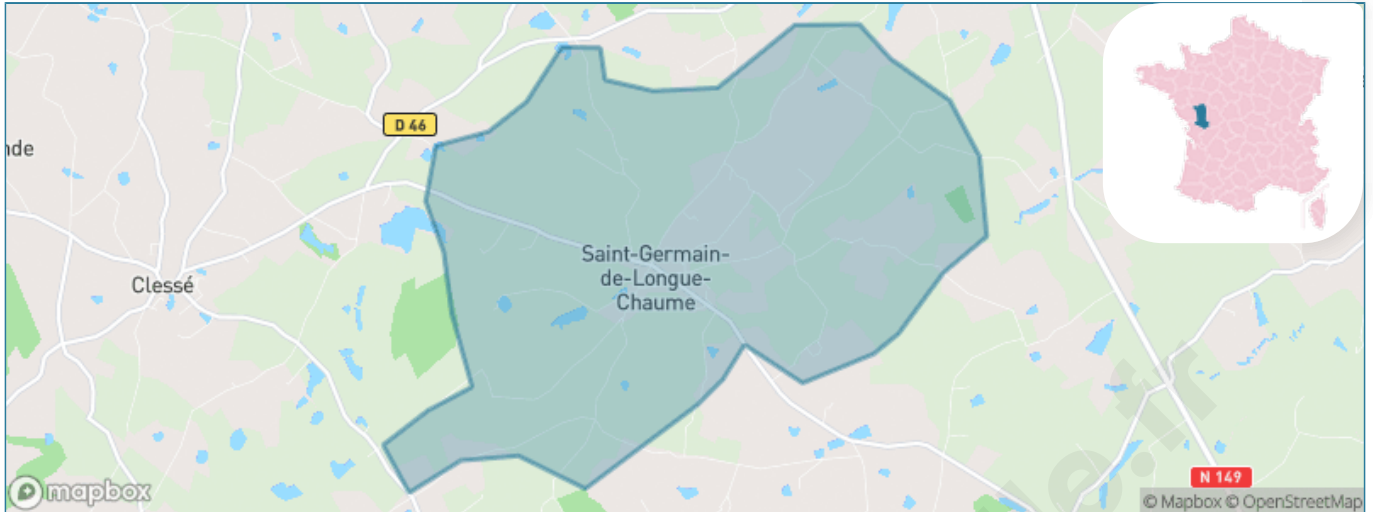 D 46
nde
Saint-Germain-
de-Longue-
Chaume
Clessé
N 149
mapbox
© Mapbox © OpenStreetMap